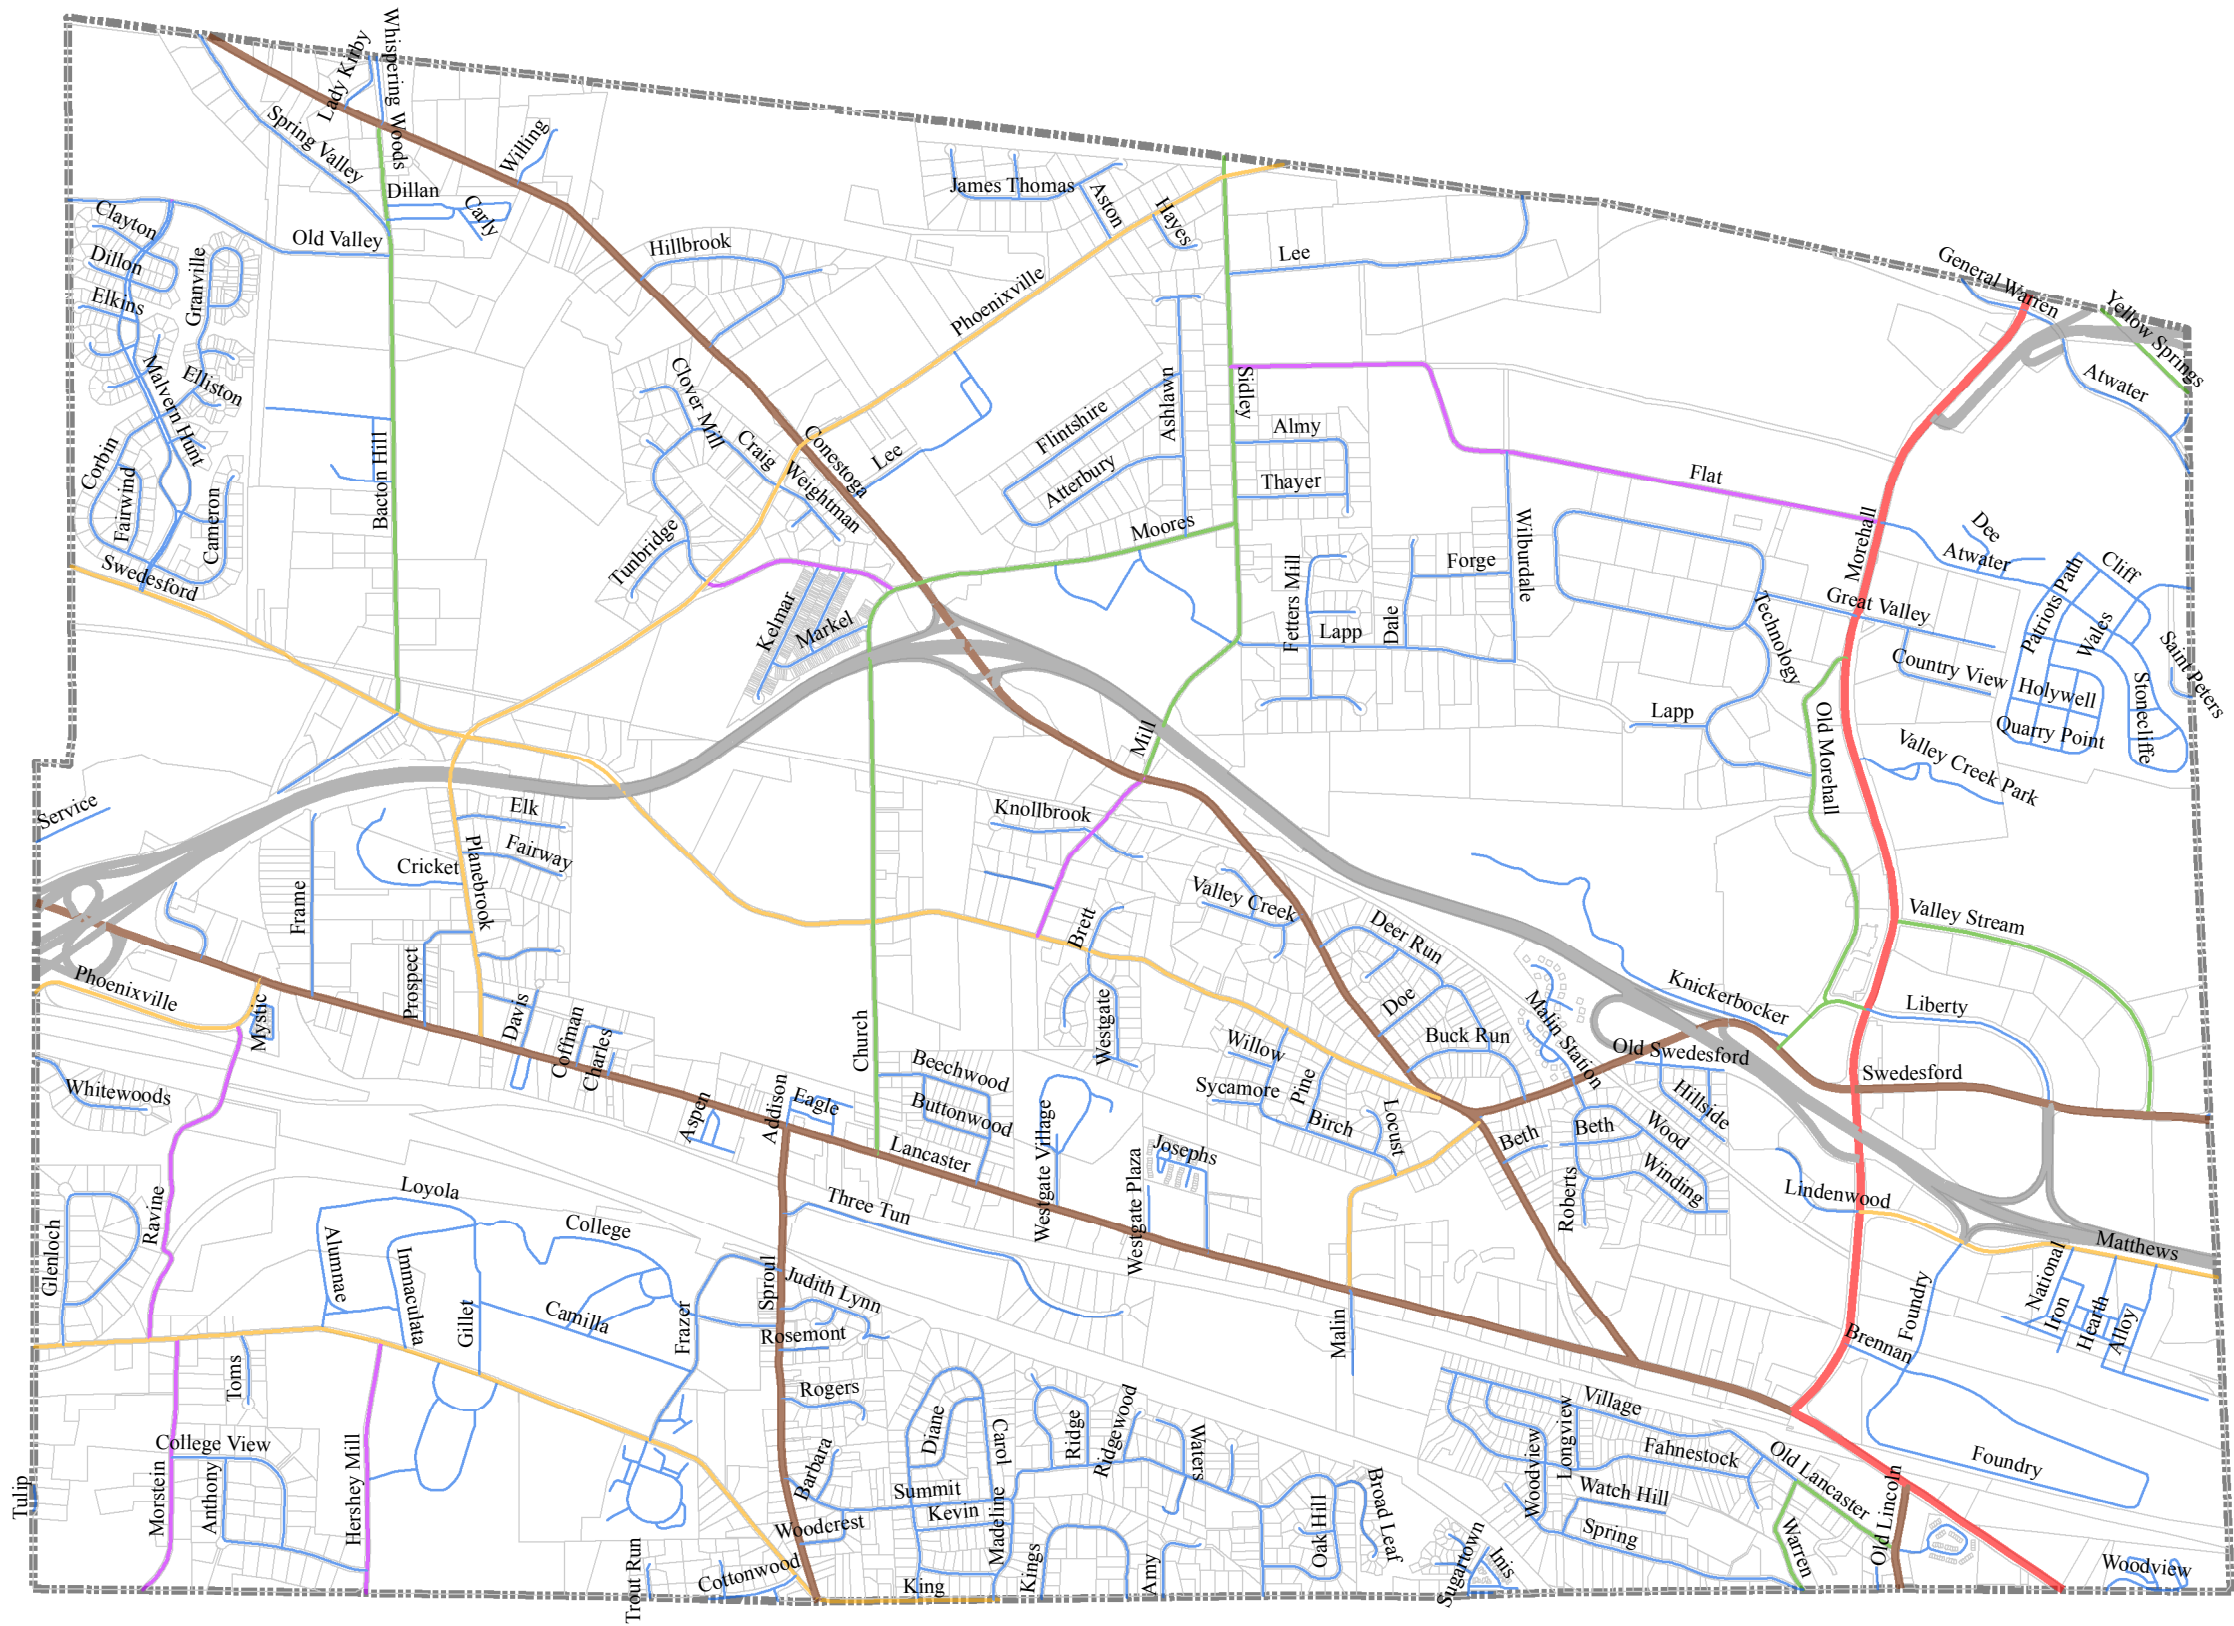 Lady Kirby
Whispering Woods
Spring Valley
Willing
Dillan
Carly
James Thomas
Aston
Hayes
Clayton
Old Valley
Dillon
Granville
Elkins
Hillbrook
Phoenixville
Lee
General Warren
Yellow Springs
Atwater
Malvern Hunt
Elliston
Clover Mill
Craig
Weightman
Conestoga
Lee
Flintshire
Ashlawn
Sidley
Atterbury
Almy
Thayer
Flat
Corbin
Fairwind
Cameron
Bacton Hill
Swedesford
Tunbridge
Moores
Kelmar
Markel
Fetters Mill
Lapp
Dale
Forge
Wilburdale
Morehall
Dee
Atwater
Cliff
Technology
Great Valley
Patriots Path
Wales
Saint Peters
Country View
Holywell
Quarry Point
Stonecliffe
Lapp
Old Morehall
Valley Creek Park
Mill
Service
Elk
Fairway
Cricket
Planebrook
Knollbrook
Frame
Prospect
Valley Creek
Brett
Deer Run
Doe
Buck Run
Valley Stream
Knickerbocker
Liberty
Phoenixville
Mystic
Davis
Coffman
Charles
Church
Westgate
Malin Station
Old Swedesford
Swedesford
Whitewoods
Beechwood
Buttonwood
Willow
Sycamore
Pine
Birch
Locust
Hillside
Aspen
Addison
Eagle
Lancaster
Westgate Village
Westgate Plaza
Josephs
Beth
Beth
Wood
Winding
Roberts
Lindenwood
Matthews
Glenloch
Ravine
Loyola
Alumnae
Immaculata
College
Three Tun
Gillet
Camilla
Frazer
Sproul
Judith Lynn
Rosemont
Malin
National
Iron
Hearth
Alloy
Foundry
Brennan
Toms
Rogers
Diane
Carol
Ridge
Ridgewood
Waters
Village
Woodview
Longview
Fahnestock
Old Lancaster
Foundry
College View
Morstein
Anthony
Hershey Mill
Barbara
Summit
Kevin
Madeline
Woodcrest
Oak Hill
Broad Leaf
Watch Hill
Spring
Warren
Old Lincoln
Tulip
Trout Run
Cottonwood
King
Kings
Amy
Sugartown
Inis
Woodview